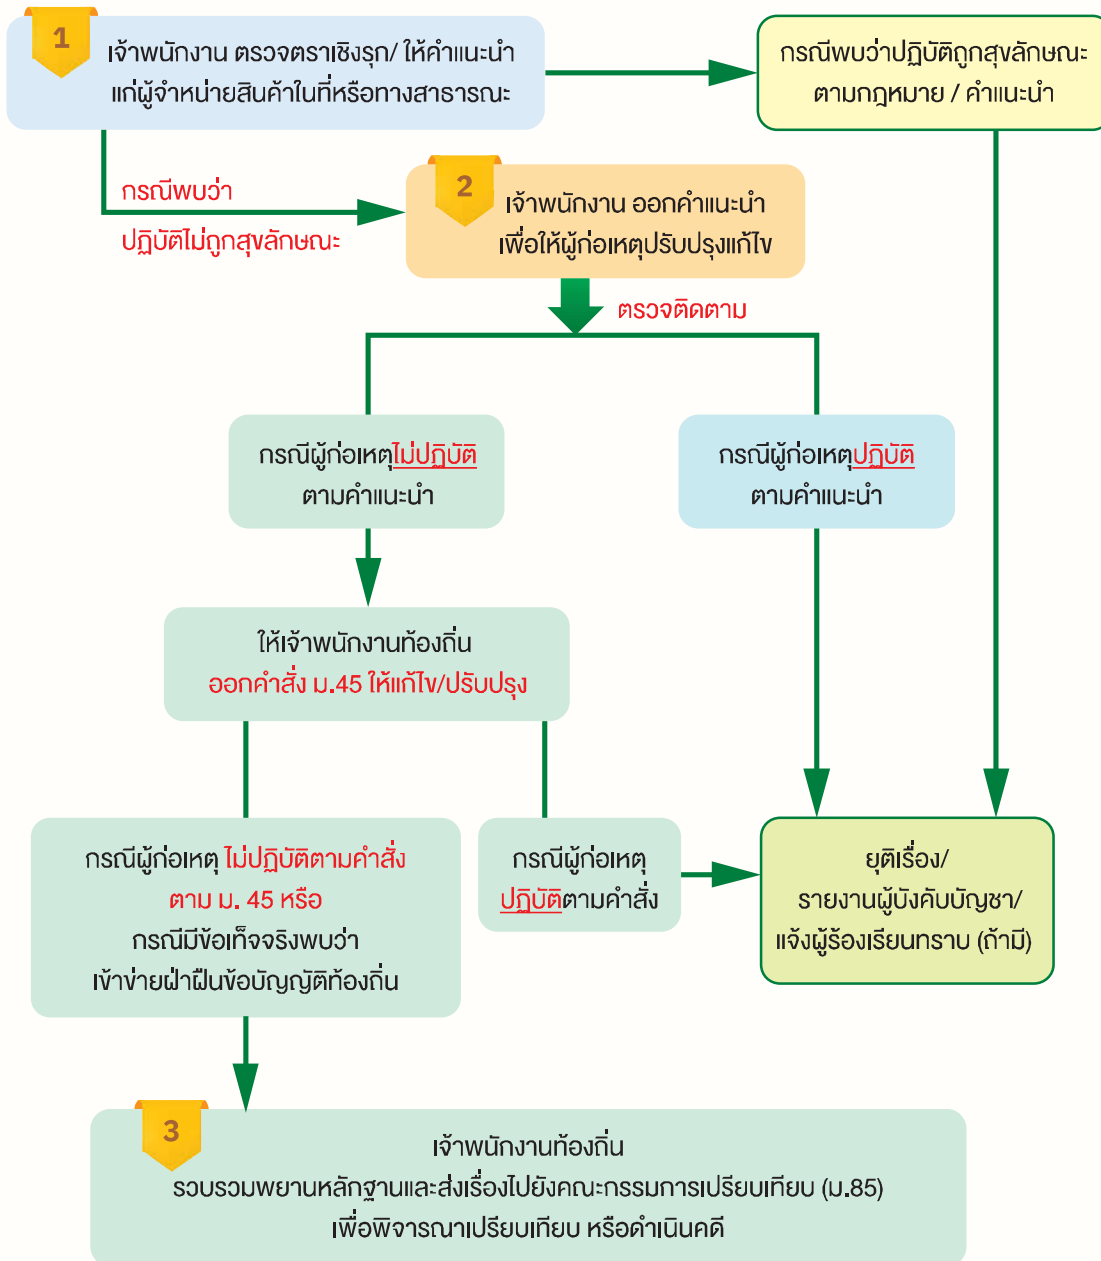 1
เจ้าพนักงาน ตรวจตราเชิงรุก/ ให้คำแนะนำ
แก่ผู้จำหน่ายสินค้าในที่หรือทางสาธารณะ
กรณีพบว่าปฏิบัติถูกสุขลักษณะ
ตามกฎหมาย / คำแนะนำ
กรณีพบว่า
ปฏิบัติไม่ถูกสุขลักษณะ
2
เจ้าพนักงาน ออกคำแนะนำ
เพื่อให้ผู้ก่อเหตุปรับปรุงแก้ไข
ตรวจติดตาม
กรณีผู้ก่อเหตุไม่ปฏิบัติ
ตามคำแนะนำ
กรณีผู้ก่อเหตุปฏิบัติ
ตามคำแนะนำ
ให้เจ้าพนักงานท้องถิ่น
ออกคำสั่ง ม.45 ให้แก้ไข/ปรับปรุง
กรณีผู้ก่อเหตุ ไม่ปฏิบัติตามคำสั่ง
ตาม ม. 45 หรือ
กรณีมีข้อเท็จจริงพบว่า
เข้าข่ายฝ่าฝืนข้อบัญญัติท้องถิ่น
กรณีผู้ก่อเหตุ
ปฏิบัติตามคำสั่ง
ยุติเรื่อง/
รายงานผู้บังคับบัญชา/
แจ้งผู้ร้องเรียนทราบ (ถ้ามี)
3
เจ้าพนักงานท้องถิ่น
รวบรวมพยานหลักฐานและส่งเรื่องไปยังคณะกรรมการเปรียบเทียบ (ม.85)
เพื่อพิจารณาเปรียบเทียบ หรือดำเนินคดี